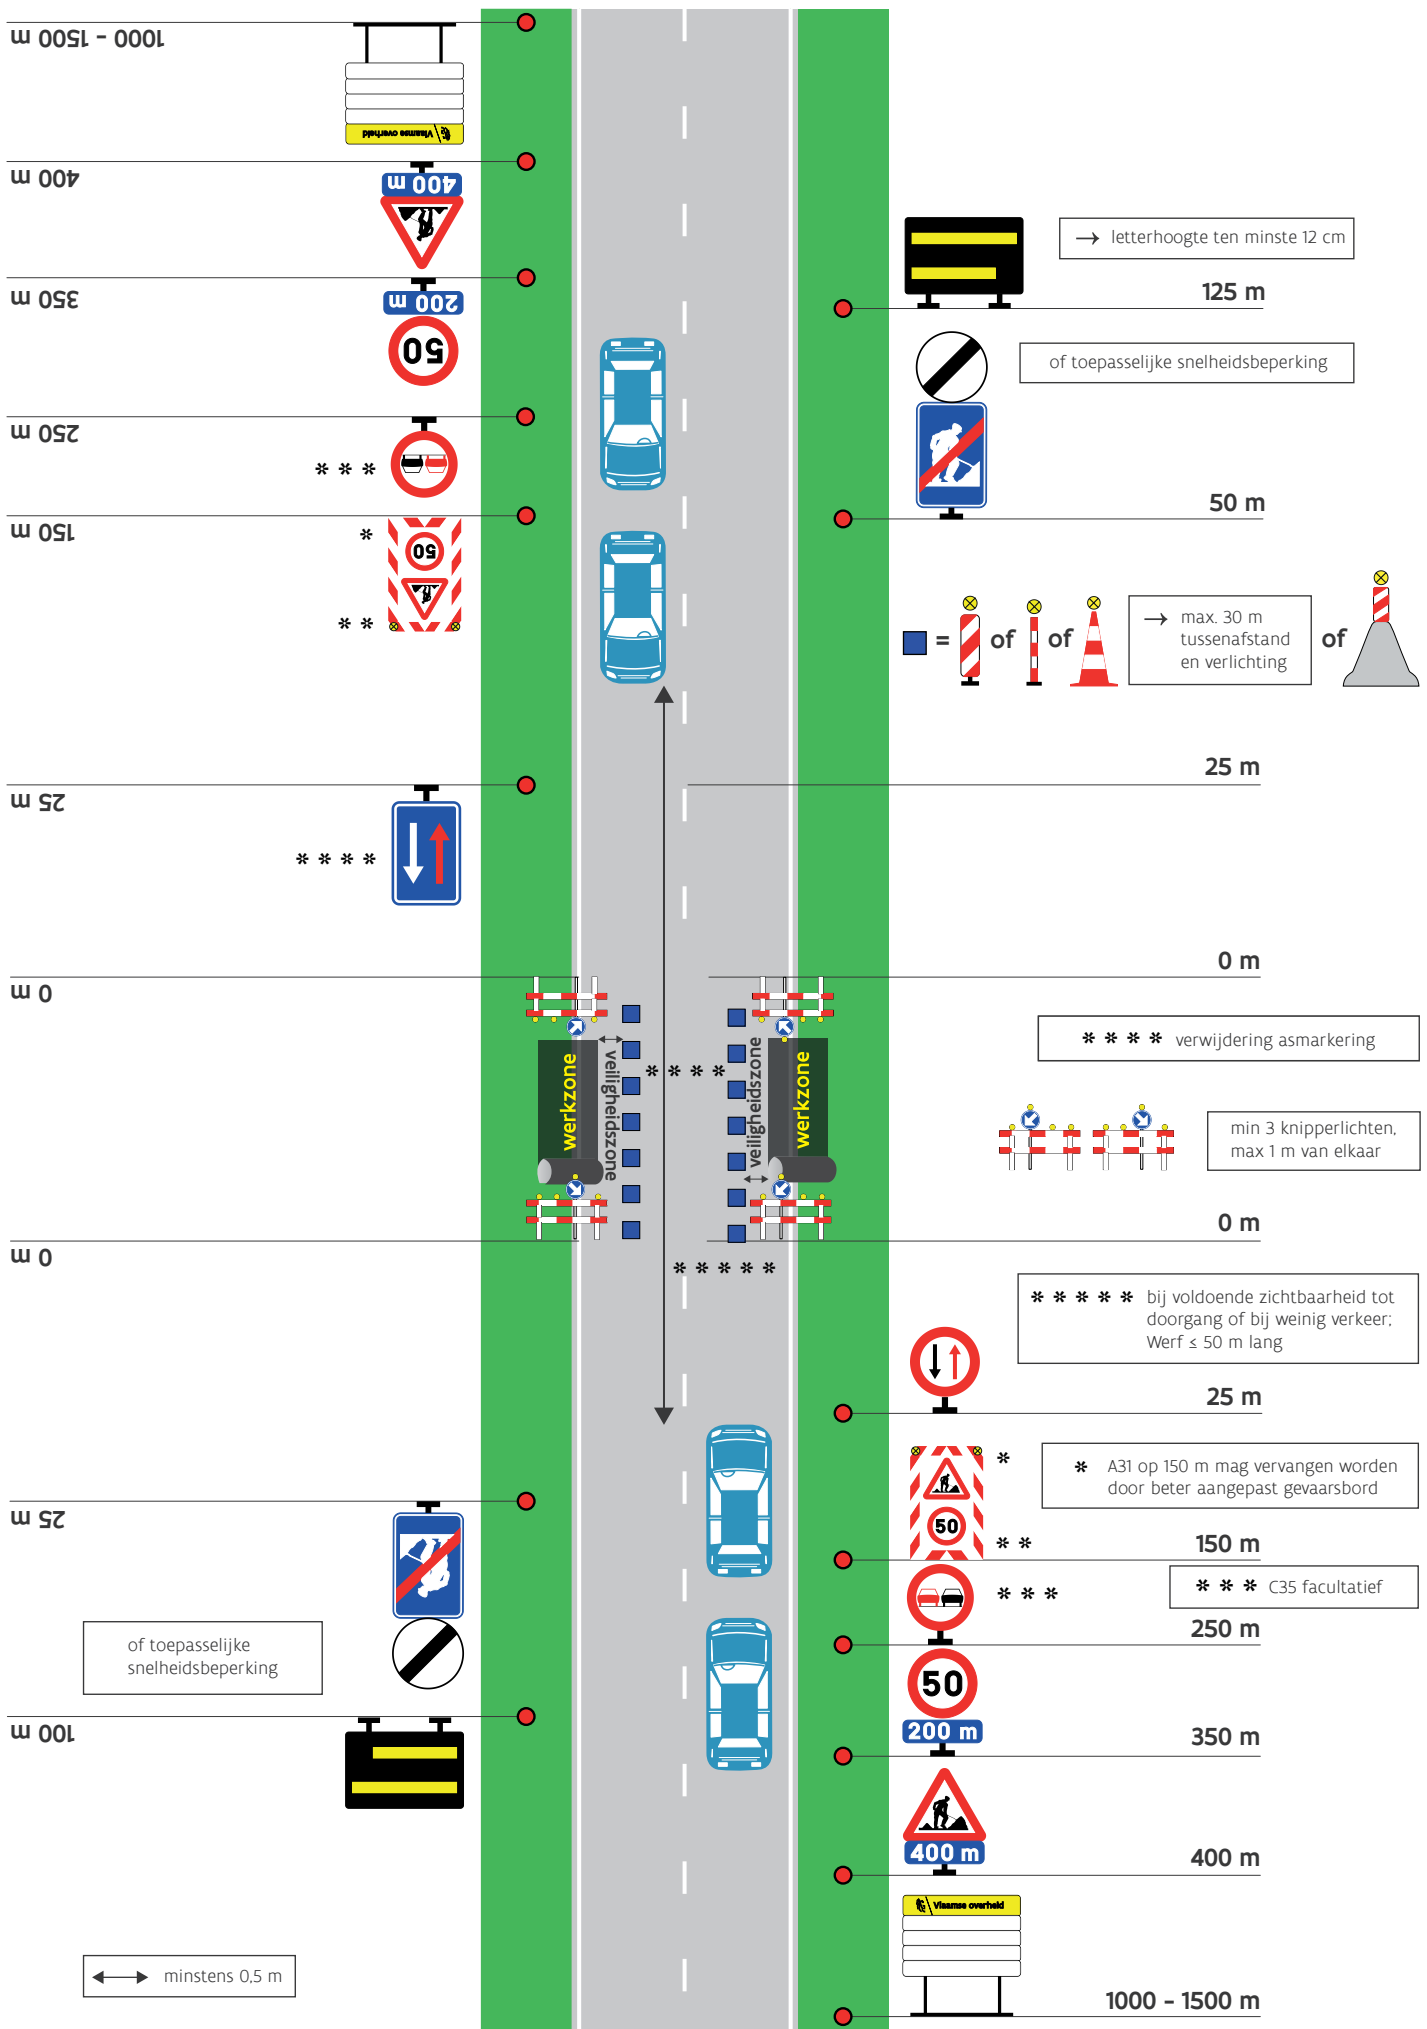 1000 - 1500 m
Vlaamse overheid
400 m
400 m
350 m
200 m
50
250 m
* * *
150 m
*
50
* *
25 m
* * * *
0 m
→ letterhoogte ten minste 12 cm
125 m
of toepasselijke snelheidsbeperking
50 m
= of of
→ max. 30 m
tussenafstand
en verlichting
of
25 m
0 m
werkzone
veiligheidszone
* * * *
veiligheidszone
werkzone
* * * * verwijdering asmarkering
min 3 knipperlichten,
max 1 m van elkaar
0 m
0 m
* * * * *
* * * * * bij voldoende zichtbaarheid tot
doorgang of bij weinig verkeer;
Werf ≤ 50 m lang
25 m
*
* A31 op 150 m mag vervangen worden
door beter aangepast gevaarsbord
50
* *
150 m
* * *
* * * C35 facultatief
250 m
50
200 m
350 m
400 m
400 m
Vlaamse overheid
1000 - 1500 m
25 m
of toepasselijke
snelheidsbeperking
100 m
minstens 0,5 m